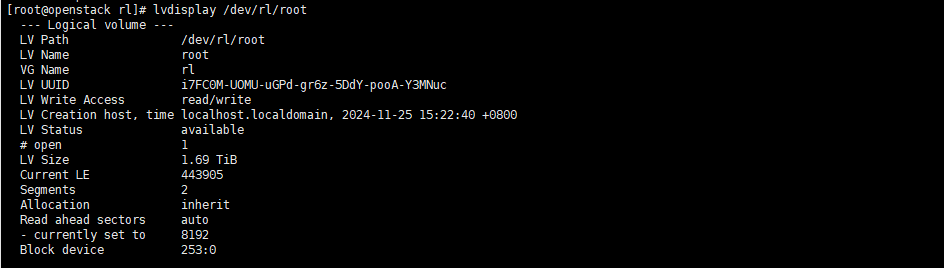 [root@openstack rl]# lvdisplay /dev/rl/root
--- Logical volume ---
LV Path                /dev/rl/root
LV Name                root
VG Name                rl
LV UUID                i7FC0M-UOMU-uGPd-gr6z-5DdY-pooA-Y3MNuc
LV Write Access        read/write
LV Creation host, time localhost.localdomain, 2024-11-25 15:22:40 +0800
LV Status              available
# open                 1
LV Size                1.69 TiB
Current LE             443905
Segments               2
Allocation             inherit
Read ahead sectors     auto
- currently set to     8192
Block device           253:0